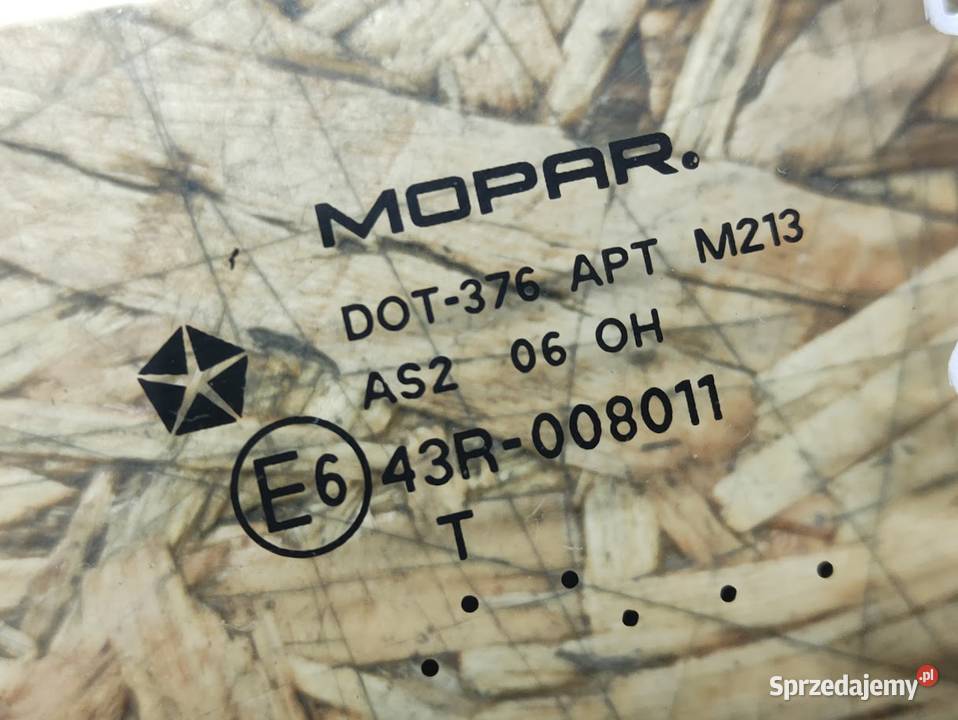 MOPAR.
DOT-376 APT M213
AS2 06 OH
E6 43R-008011
T
Sprzedajemy.pl